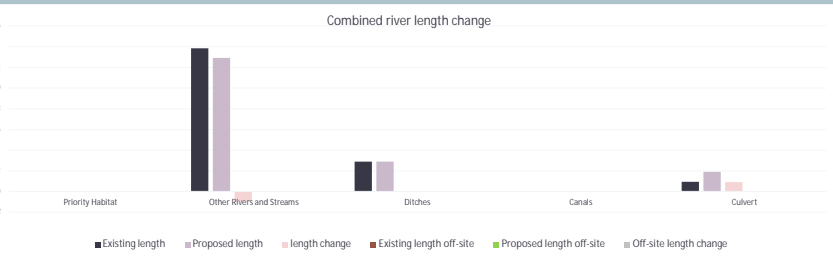 Combined river length change
Priority Habitat
Other Rivers and Streams
Ditches
Canals
Culvert
Existing length
Proposed length
length change
Existing length off-site
Proposed length off-site
Off-site length change